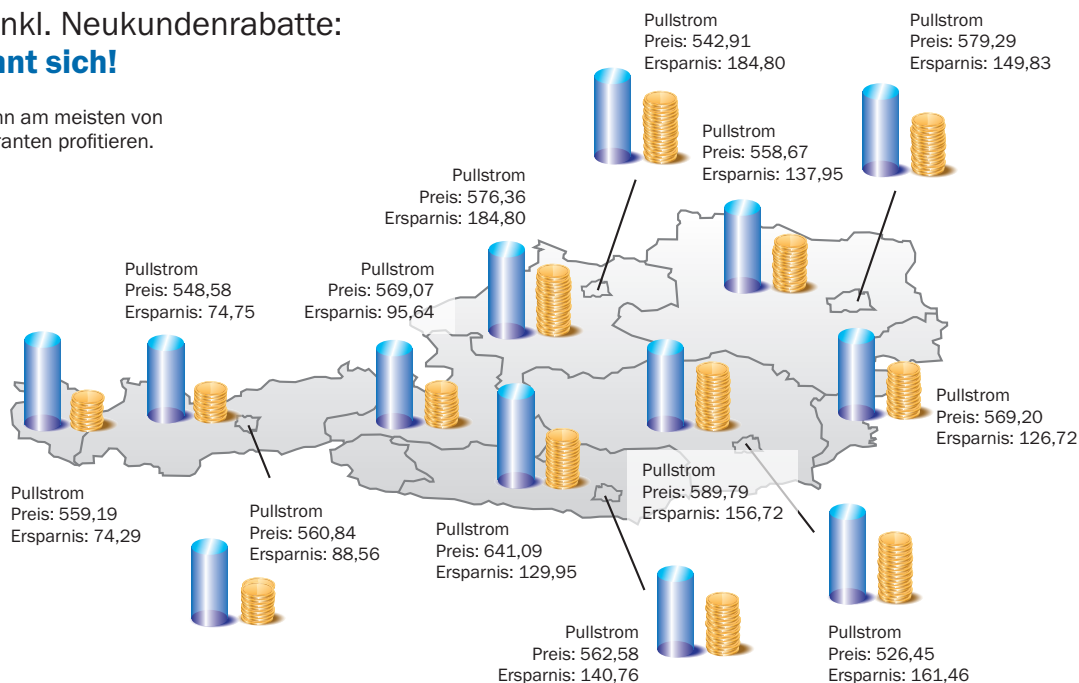 nkl. Neukundenrabatte:
nnt sich!
nn am meisten von
ranten profitieren.
Pullstrom
Preis: 542,91
Ersparnis: 184,80
Pullstrom
Preis: 579,29
Ersparnis: 149,83
Pullstrom
Preis: 558,67
Ersparnis: 137,95
Pullstrom
Preis: 576,36
Ersparnis: 184,80
Pullstrom
Preis: 548,58
Ersparnis: 74,75
Pullstrom
Preis: 569,07
Ersparnis: 95,64
Pullstrom
Preis: 569,20
Ersparnis: 126,72
Pullstrom
Preis: 589,79
Ersparnis: 156,72
Pullstrom
Preis: 559,19
Ersparnis: 74,29
Pullstrom
Preis: 560,84
Ersparnis: 88,56
Pullstrom
Preis: 641,09
Ersparnis: 129,95
Pullstrom
Preis: 562,58
Ersparnis: 140,76
Pullstrom
Preis: 526,45
Ersparnis: 161,46